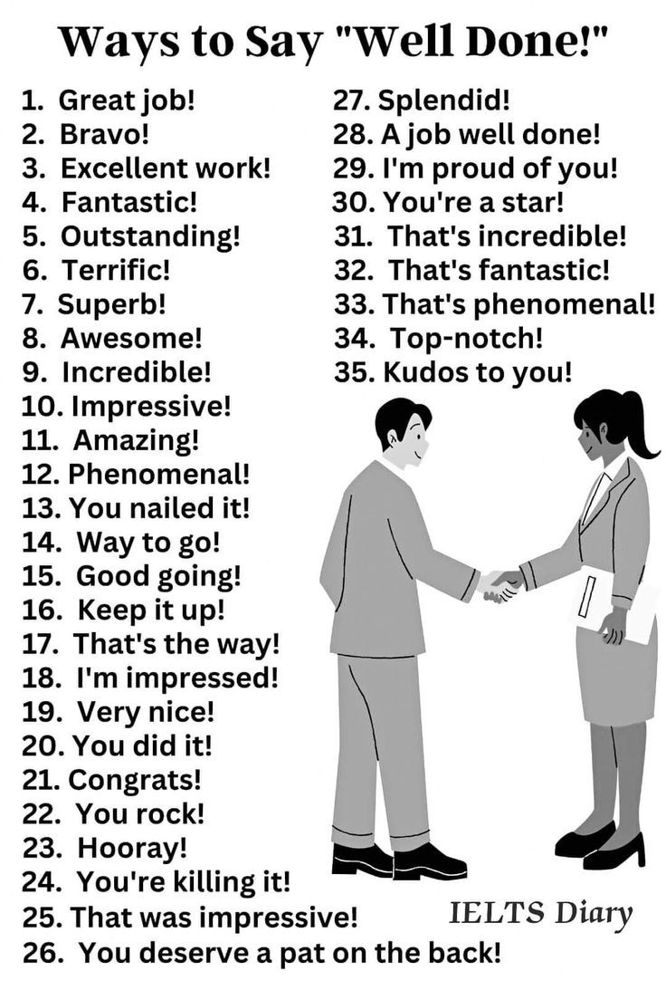 Ways to Say "Well Done!"
1. Great job!
2. Bravo!
3. Excellent work!
4. Fantastic!
5. Outstanding!
6. Terrific!
7. Superb!
8. Awesome!
9. Incredible!
10. Impressive!
11. Amazing!
12. Phenomenal!
13. You nailed it!
14. Way to go!
15. Good going!
16. Keep it up!
17. That's the way!
18. I'm impressed!
19. Very nice!
20. You did it!
21. Congrats!
22. You rock!
23. Hooray!
24. You're killing it!
25. That was impressive!
26. You deserve a pat on the back!
27. Splendid!
28. A job well done!
29. I'm proud of you!
30. You're a star!
31. That's incredible!
32. That's fantastic!
33. That's phenomenal!
34. Top-notch!
35. Kudos to you!
IELTS Diary